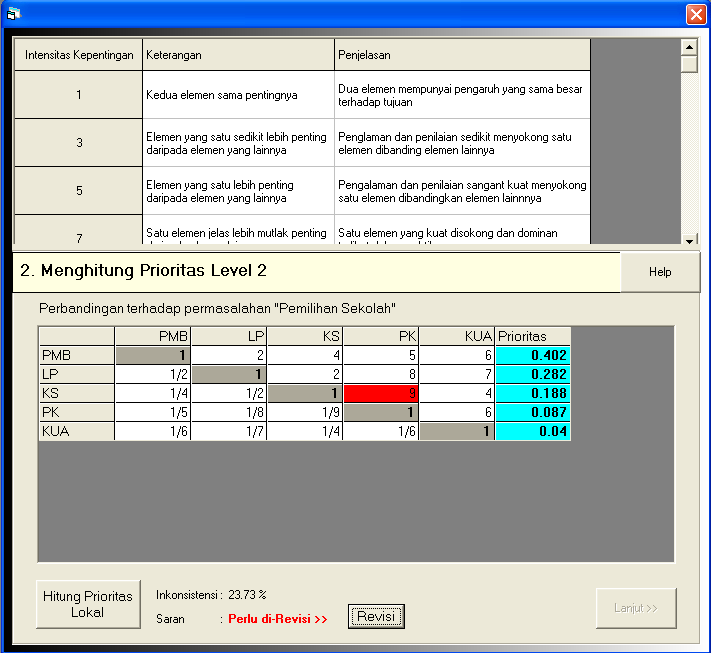 Intensitas Kepentingan Keterangan Penjelasan
1 Kedua elemen sama pentingnya Dua elemen mempunyai pengaruh yang sama besar
terhadap tujuan
3 Elemen yang satu sedikit lebih penting Penglaman dan penilaian sedikit menyokong satu
daripada elemen yang lainnya elemen dibanding elemen lainnya
5 Elemen yang satu lebih penting Pengalaman dan penilaian sangant kuat menyokong
daripada elemen yang lainnya satu elemen dibandingkan elemen lainnnya
7 Satu elemen jelas lebih mutlak penting Satu elemen yang kuat disokong dan dominan
2. Menghitung Prioritas Level 2 Help
Perbandingan terhadap permasalahan "Pemilihan Sekolah"
PMB LP KS PK KUA Prioritas
PMB 1 2 4 5 6 0.402
LP 1/2 1 2 8 7 0.282
KS 1/4 1/2 1 9 4 0.188
PK 1/5 1/8 1/9 1 6 0.087
KUA 1/6 1/7 1/4 1/6 1 0.04
Hitung Prioritas
Lokal
Inkonsistensi : 23.73 %
Saran : Perlu di-Revisi >>
Revisi
Lanjut >>